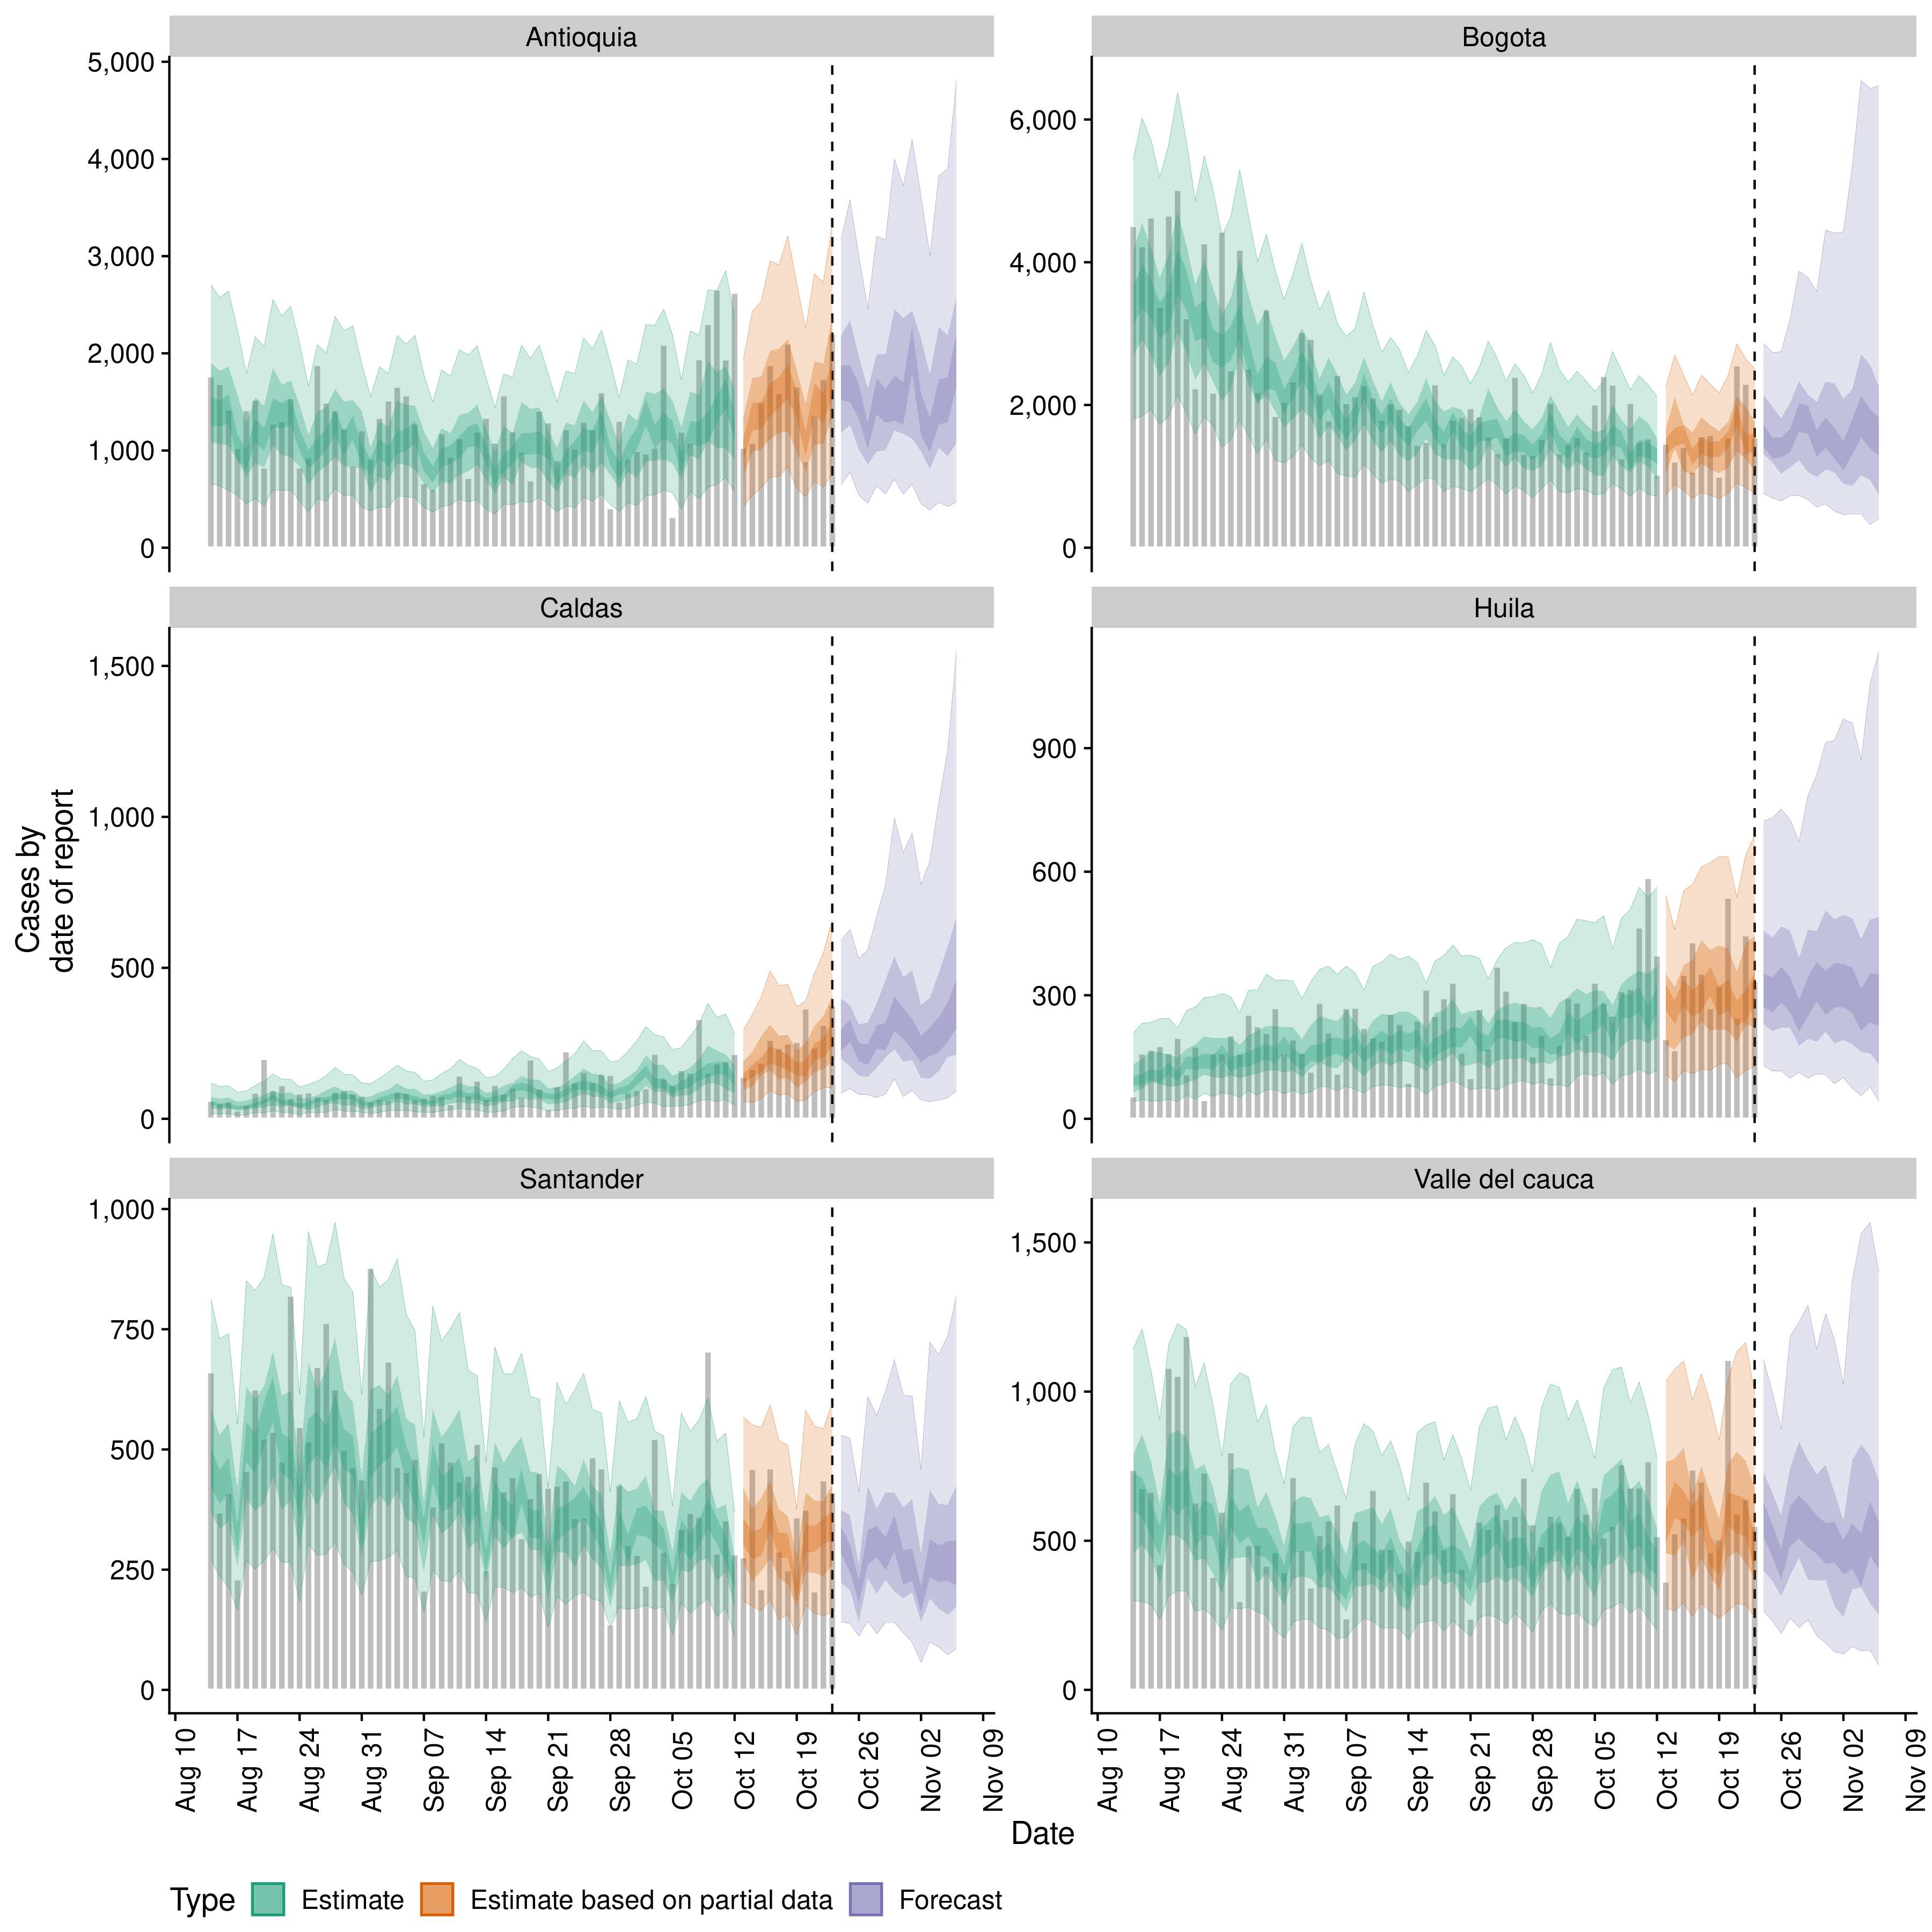 Antioquia
Bogota
5,000
4,000
3,000
2,000
1,000
0
6,000
4,000
2,000
0
Caldas
Huila
1,500
1,000
500
0
900
600
300
0
Santander
Valle del cauca
1,000
750
500
250
0
1,500
1,000
500
0
Cases by
date of report
Aug 10
Aug 17
Aug 24
Aug 31
Sep 07
Sep 14
Sep 21
Sep 28
Oct 05
Oct 12
Oct 19
Oct 26
Nov 02
Nov 09
Aug 10
Aug 17
Aug 24
Aug 31
Sep 07
Sep 14
Sep 21
Sep 28
Oct 05
Oct 12
Oct 19
Oct 26
Nov 02
Nov 09
Date
Type Estimate Estimate based on partial data Forecast